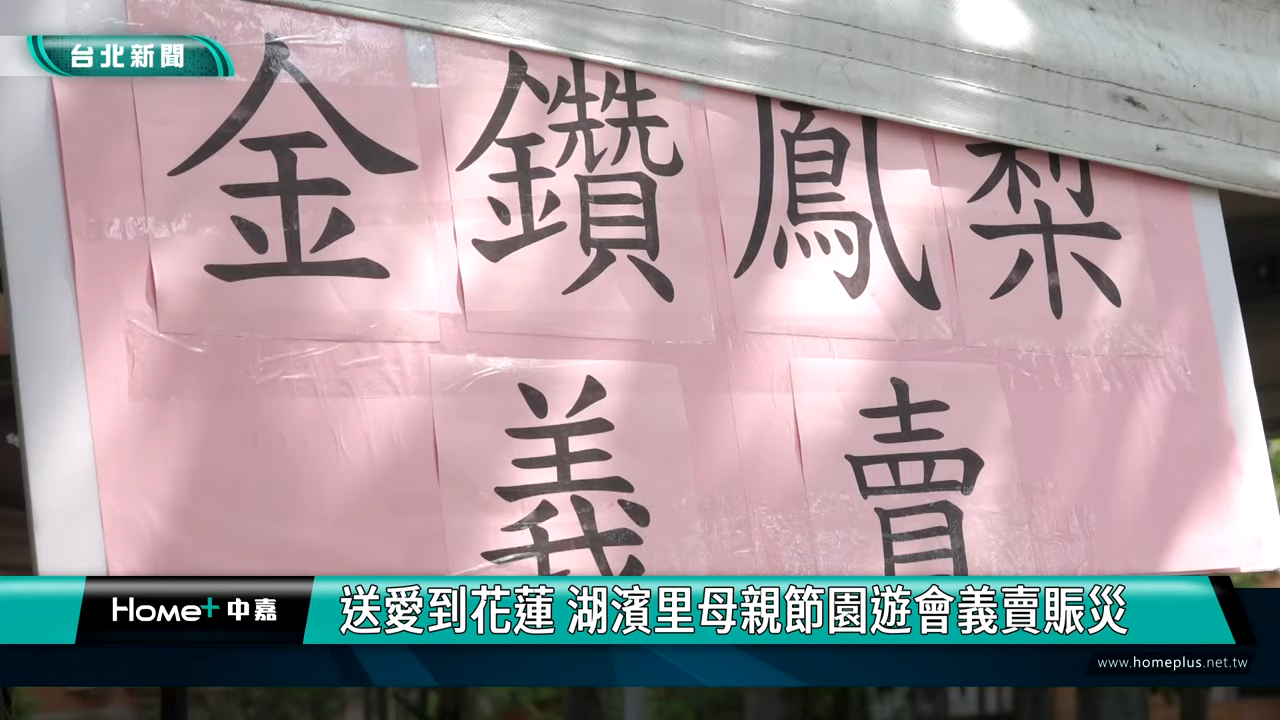 台北新聞
金鑽鳳梨
義賣
Home+中嘉
送愛到花蓮 湖濱里母親節園遊會義賣賑災
www.homeplus.net.tw